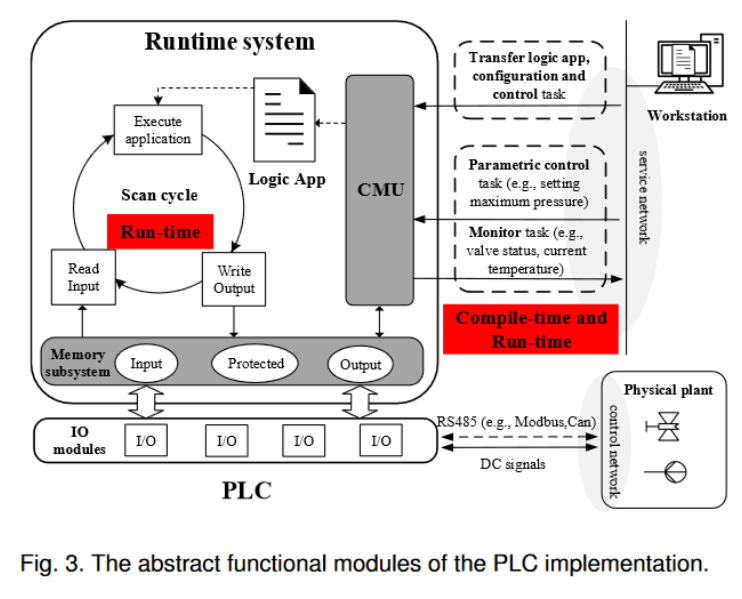 Runtime system
Execute
application
Logic App
Scan cycle
Run-time
Read
Input
Write
Output
CMU
Memory
subsystem
Input
Protected
Output
IO
modules
I/O
I/O
I/O
I/O
PLC
Transfer logic app,
configuration and
control task
Parametric control
task (e.g., setting
maximum pressure)
Monitor task (e.g.,
valve status, current
temperature)
Compile-time and
Run-time
Workstation
service network
RS485 (e.g., Modbus,Can)
DC signals
control network
Physical plant
Fig. 3. The abstract functional modules of the PLC implementation.